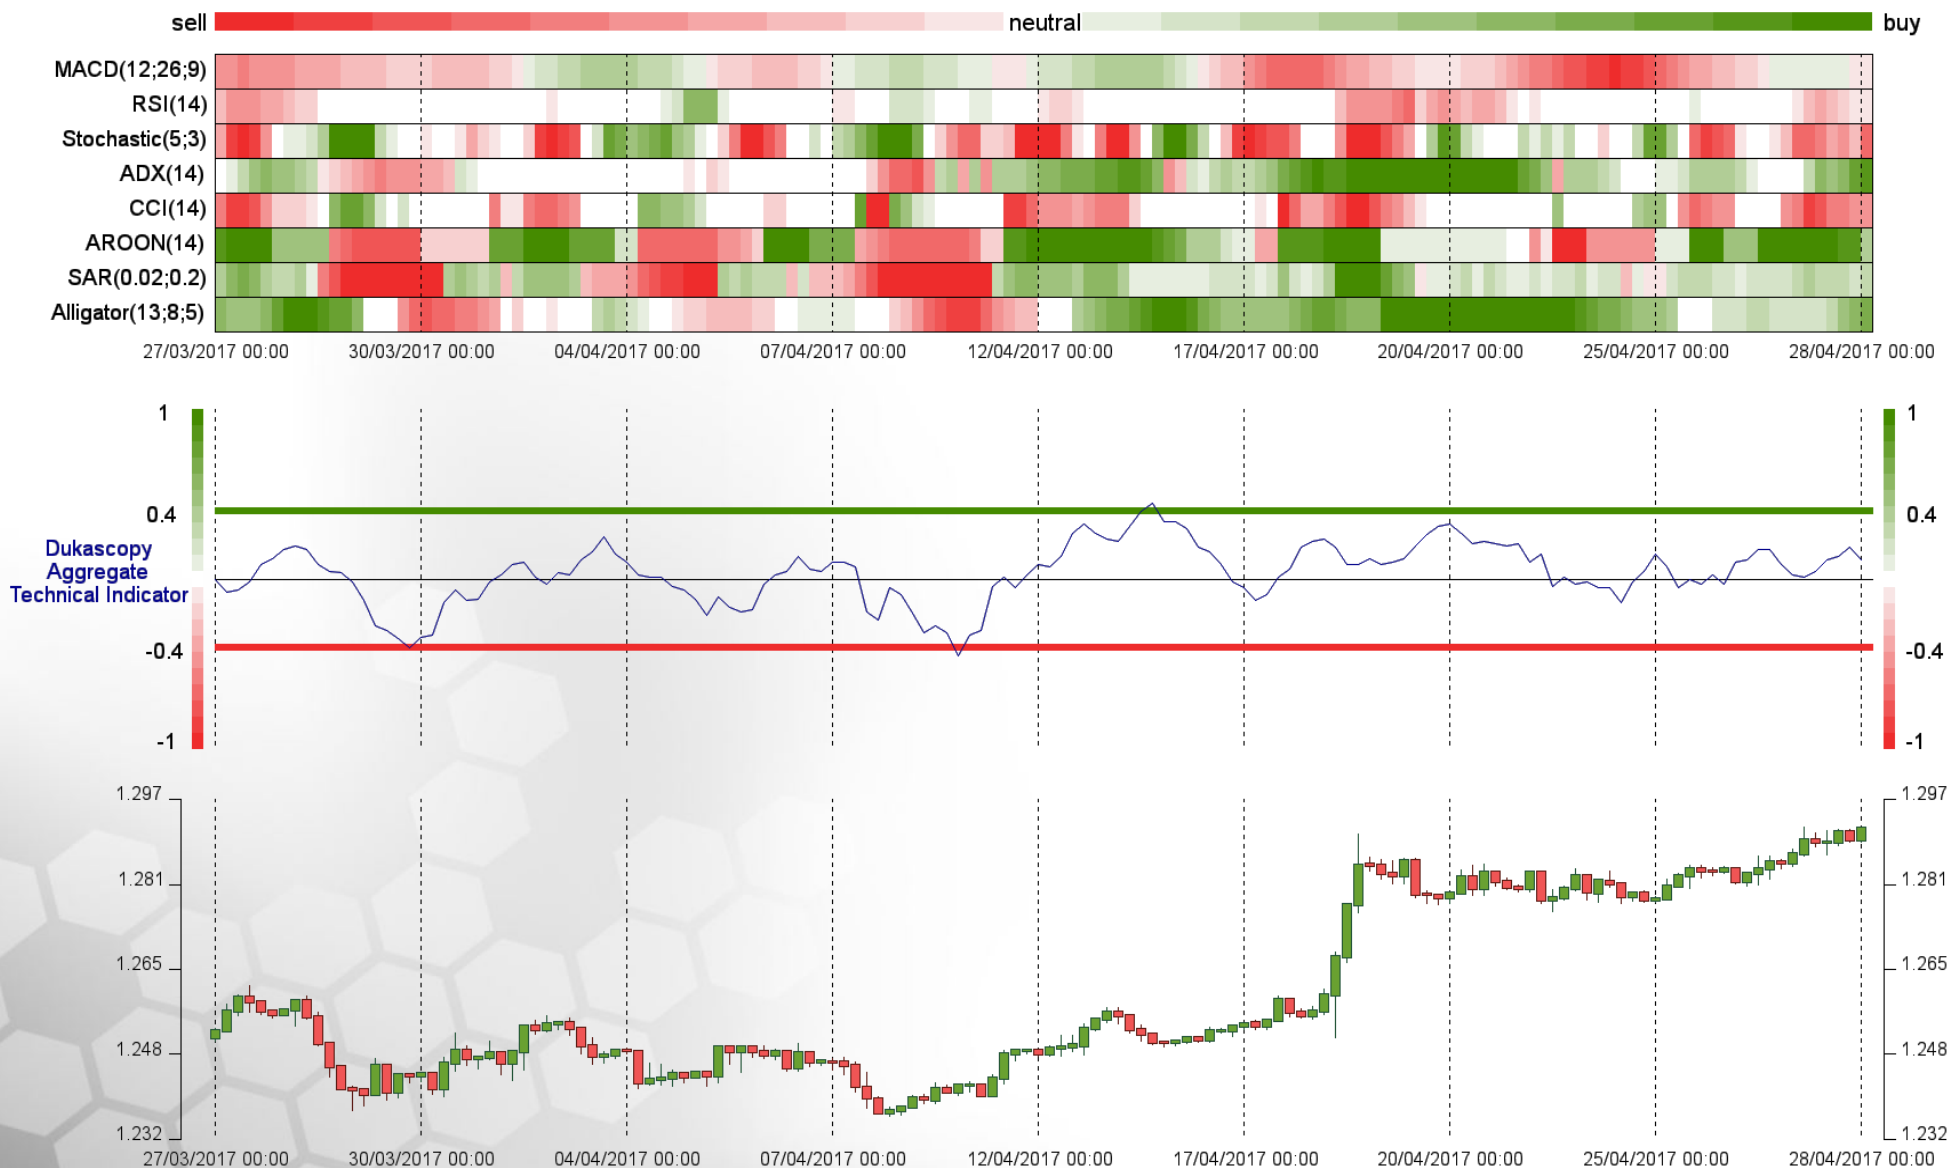 sell neutral buy
MACD(12;26;9)
RSI(14)
Stochastic(5;3)
ADX(14)
CCI(14)
AROON(14)
SAR(0.02;0.2)
Alligator(13;8;5)
27/03/2017 00:00 30/03/2017 00:00 04/04/2017 00:00 07/04/2017 00:00 12/04/2017 00:00 17/04/2017 00:00 20/04/2017 00:00 25/04/2017 00:00 28/04/2017 00:00
1 1
0.4 0.4
Dukascopy
Aggregate
Technical Indicator
-0.4 -0.4
-1 -1
1.297 1.297
1.281 1.281
1.265 1.265
1.248 1.248
1.232 1.232
27/03/2017 00:00 30/03/2017 00:00 04/04/2017 00:00 07/04/2017 00:00 12/04/2017 00:00 17/04/2017 00:00 20/04/2017 00:00 25/04/2017 00:00 28/04/2017 00:00